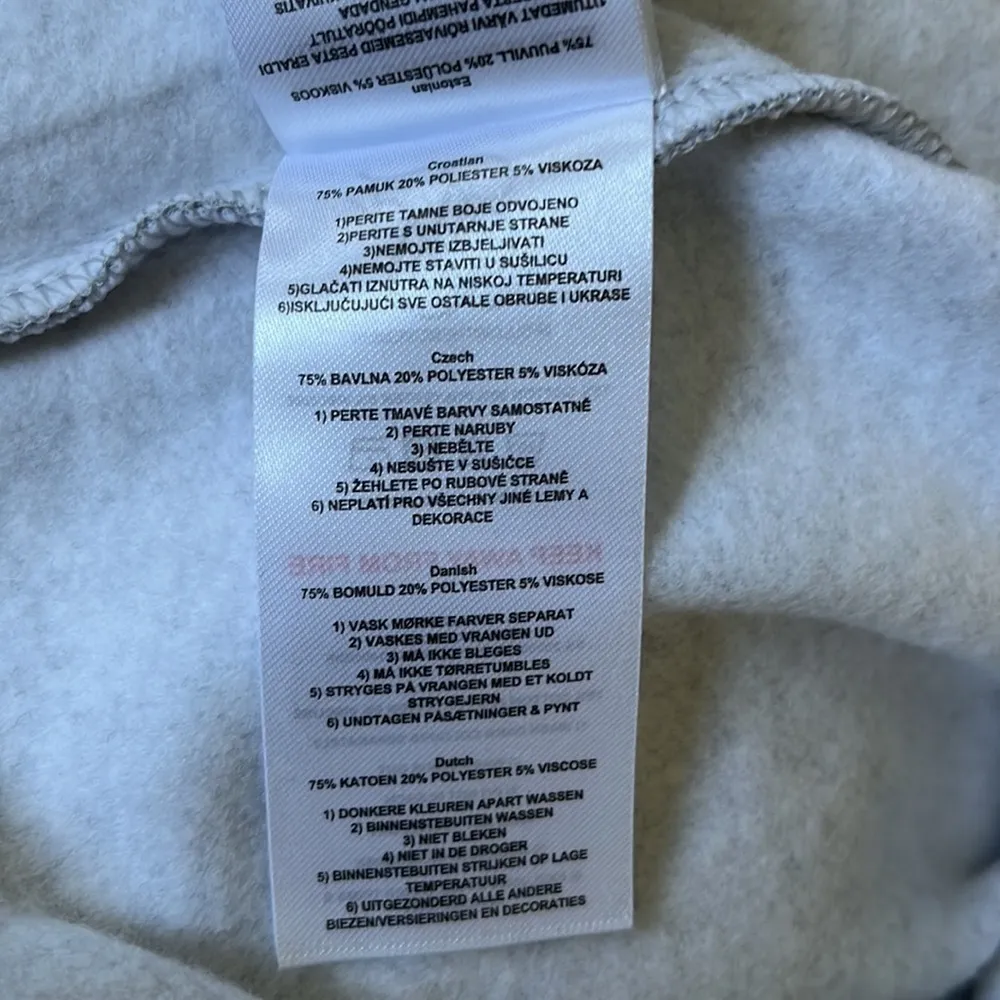 75% PUUVILL 20% POLÜESTER 5% VISKOOS
Estonian
Croatian
75% PAMUK 20% POLIESTER 5% VISKOZA
1)PERITE TAMNE BOJE ODVOJENO
2)PERITE S UNUTARNJE STRANE
3)NEMOJTE IZBJELJIVATI
4)NEMOJTE STAVITI U SUŠILICU
5)GLAČATI IZNUTRA NA NISKOJ TEMPERATURI
6)ISKLJUČUJUĆI SVE OSTALE OBRUBE I UKRASE
Czech
75% BAVLNA 20% POLYESTER 5% VISKÓZA
1) PERTE TMAVÉ BARVY SAMOSTATNĚ
2) PERTE NARUBY
3) NEBĚLTE
4) NESUŠTE V SUŠIČCE
5) ŽEHLETE PO RUBOVÉ STRANĚ
6) NEPLATÍ PRO VŠECHNY JINÉ LEMY A
DEKORACE
KEEP AWAY FROM FIRE
Danish
75% BOMULD 20% POLYESTER 5% VISKOSE
1) VASK MØRKE FARVER SEPARAT
2) VASKES MED VRANGEN UD
3) MÅ IKKE BLEGES
4) MÅ IKKE TØRRETUMBLES
5) STRYGES PÅ VRANGEN MED ET KOLDT
STRYGEJERN
6) UNDTAGEN PÅSÆTNINGER & PYNT
Dutch
75% KATOEN 20% POLYESTER 5% VISCOSE
1) DONKERE KLEUREN APART WASSEN
2) BINNENSTEBUITEN WASSEN
3) NIET BLEKEN
4) NIET IN DE DROGER
5) BINNENSTEBUITEN STRIJKEN OP LAGE
TEMPERATUUR
6) UITGEZONDERD ALLE ANDERE
BIEZEN/VERSIERINGEN EN DECORATIES